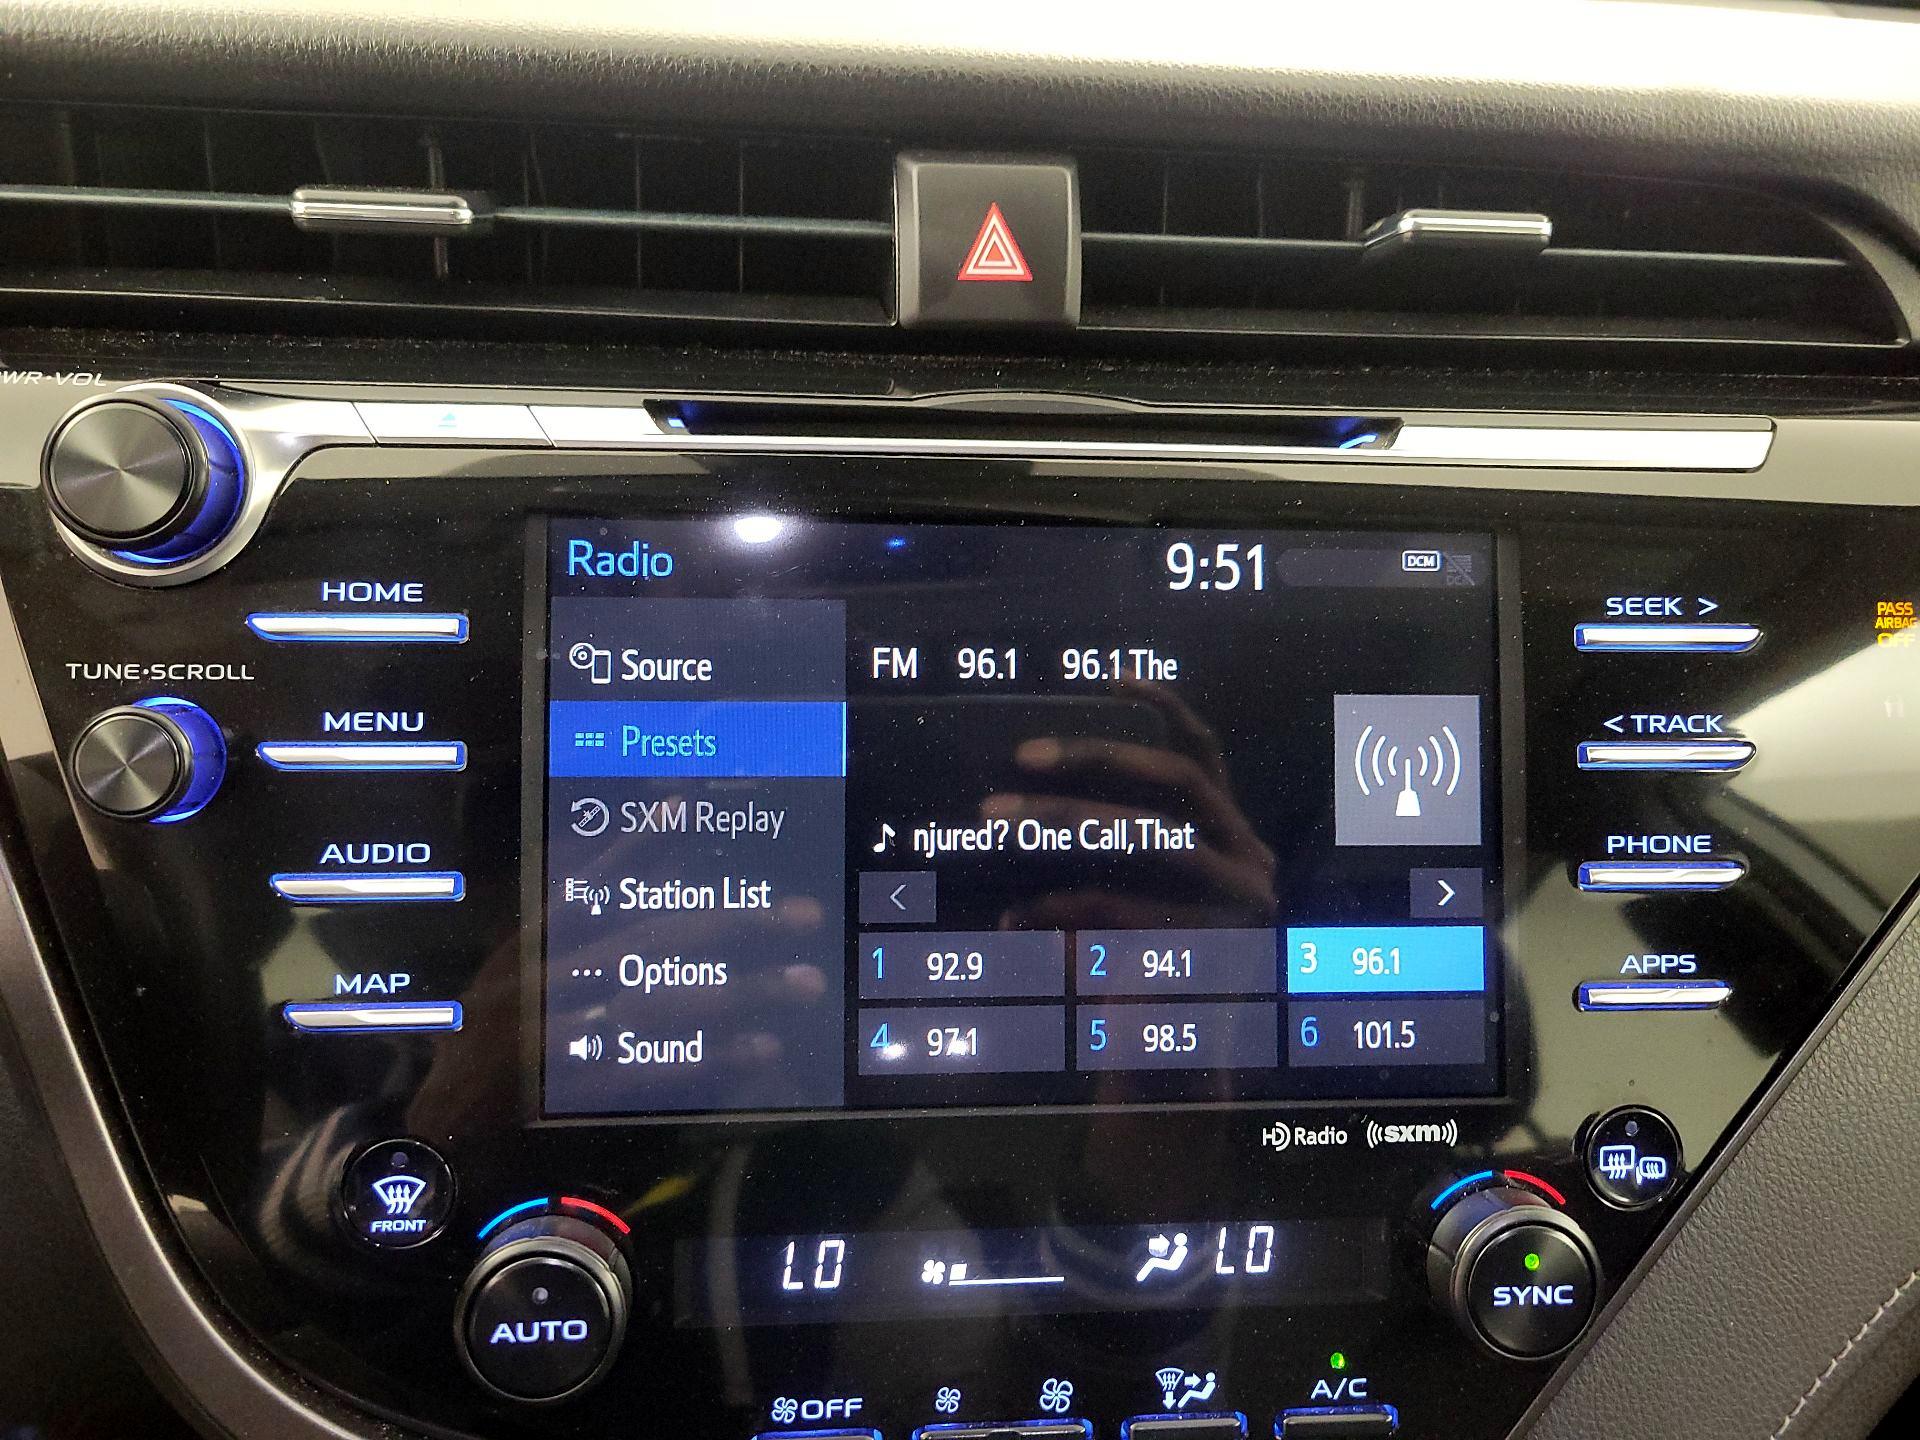 WR•VOL
Radio
9:51
DCM
HOME
SEEK >
PASS
AIRBAG
OFF
TUNE•SCROLL
Source
FM 96.1 96.1 The
MENU
Presets
< TRACK
SXM Replay
njured? One Call,That
AUDIO
PHONE
Station List
<
>
MAP
Options
1 92.9
2 94.1
3 96.1
APPS
Sound
4 97.1
5 98.5
6 101.5
HD Radio
((sxm))
FRONT
LO
LO
AUTO
SYNC
OFF
A/C